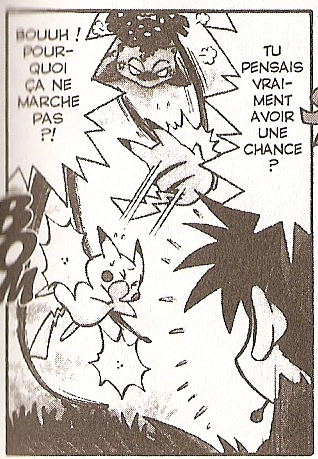 BOUUH !
POUR-
QUOI
ÇA NE
MARCHE
PAS
?!
TU
PENSAIS
VRAI-
MENT
AVOIR
UNE
CHANCE
?
BOOM